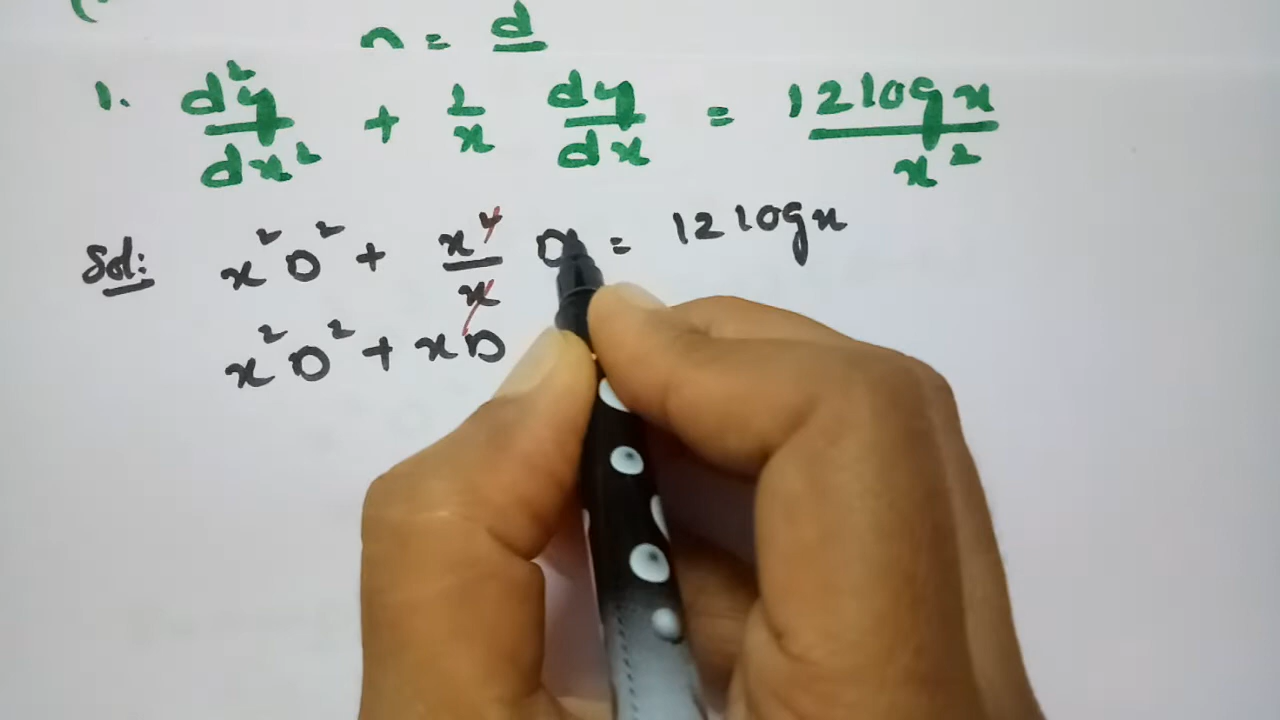 n = d
1. d²y/dx² + 1/x dy/dx = 12 log x / x²
Sol: x²D² + x²/x D = 12 log x
x²D² + xD